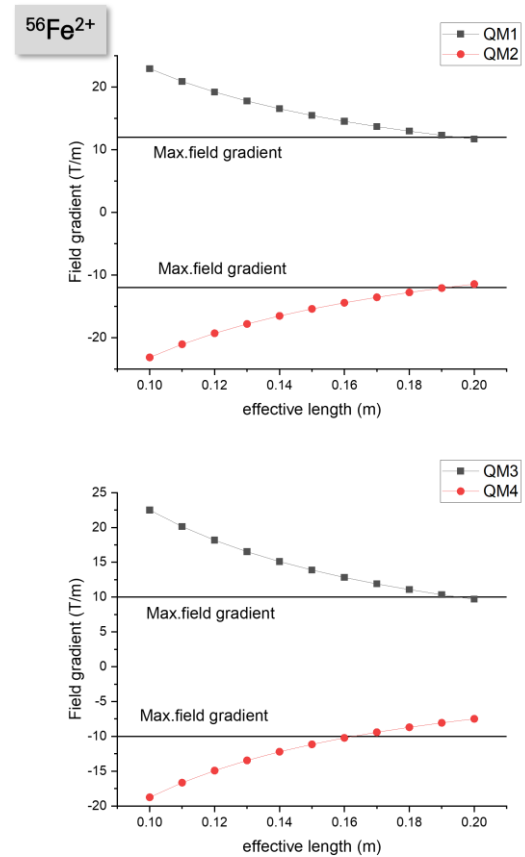 ⁵⁶Fe²⁺
QM1
QM2
20
10
0
-10
-20
Field gradient (T/m)
Max.field gradient
Max.field gradient
0.10
0.12
0.14
0.16
0.18
0.20
effective length (m)
QM3
QM4
25
20
15
10
5
0
-5
-10
-15
-20
Field gradient (T/m)
Max.field gradient
Max.field gradient
0.10
0.12
0.14
0.16
0.18
0.20
effective length (m)